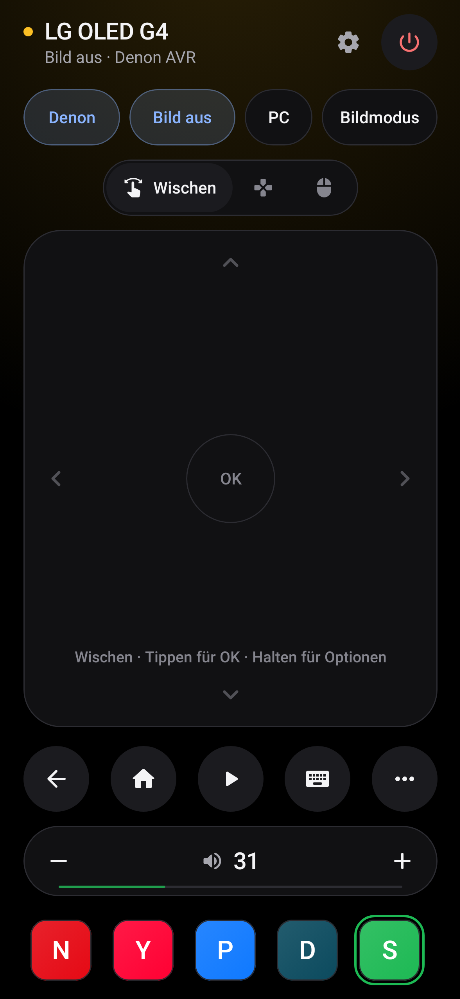 LG OLED G4
Bild aus · Denon AVR
Denon
Bild aus
PC
Bildmodus
Wischen
OK
Wischen · Tippen für OK · Halten für Optionen
31
N
Y
P
D
S